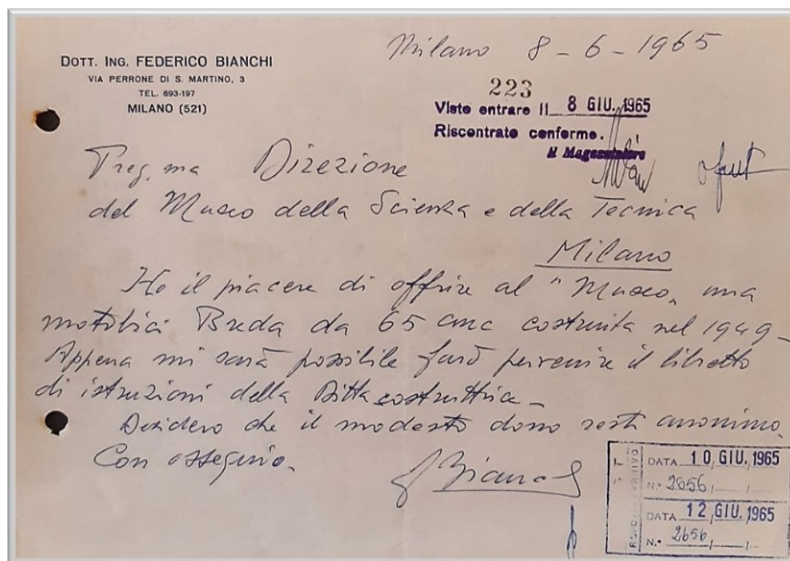 DOTT. ING. FEDERICO BIANCHI
VIA PERRONE DI S. MARTINO, 3
TEL. 693-197
MILANO (521)
Milano 8-6-1965
223
Viste entrare il 8 GIU. 1965
Riscontrate conforme.
Il Magazziniere
Preg.ma Direzione
del Museo della Scienza e della Tecnica
Milano
Ho il piacere di offrire al "Museo" una
motobici Breda da 65 cmc costruita nel 1949-
Appena mi sarà possibile farò pervenire il libretto
di istruzioni della Ditta costruttrice-
Desidero che il modesto dono resti anonimo.
Con ossequio.
F Bianchi
DATA 10 GIU. 1965
N.° 2656
DATA 12 GIU. 1965
N.° 2656